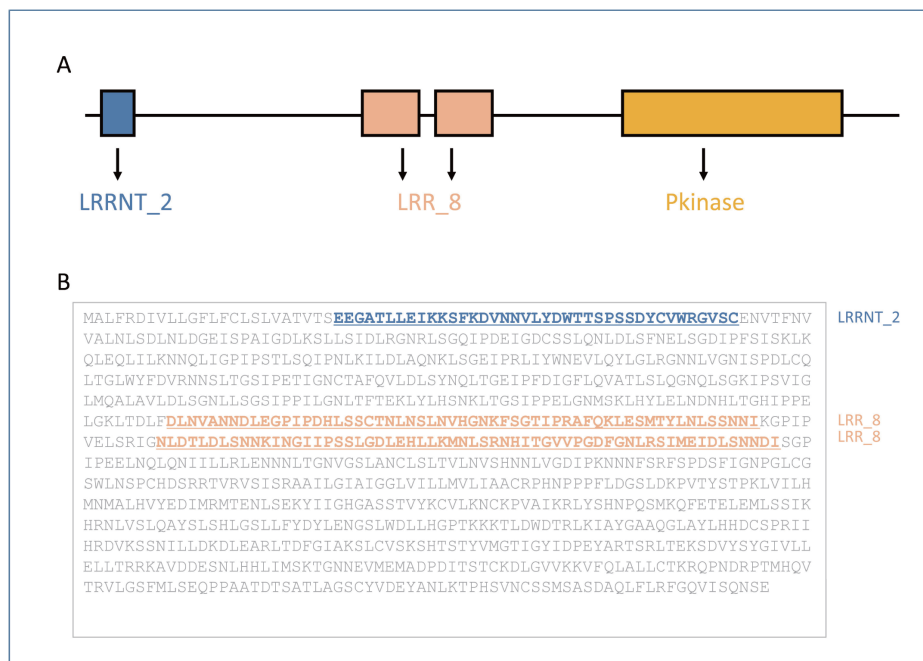 A
LRRNT_2
LRR_8
Pkinase
B
MALFRDIVLLGFLFCLSLVATVTSEEGATLLEIKKSFKDVNNVLYDWTTSPSSDYCVWRGVSCENVTFNV LRRNT_2
VALNLSDLNLDGEISPAIGDLKSLLSIDLRGNRLSGQIPDEIGDCSSLQNLDLSFNELSGDIPFSISKLK
QLEQLILKNNQLIGPIPSTLSQIPNLKILDLAQNKLSGEIPRLIYWNEVLQYLGLRGNNLVGNISPDLCQ
LTGLWYFDVRNNSLTGSIPETIGNCTAFQVLDLSYNQLTGEIPFDIGFLQVATLSLQGNQLSGKIPSVIG
LMQALAVLDLSGNLLSGSIPPILGNLTFTEKLYLHSNKLTGSIPPELGNMSKLHYLELNDNKLTGHIPPE
LGKLTDLFDLNVANNDLEGPIPDHLSSCTNLNSLNVHGNKFSGTIPRAFQKLESMTYLNLSSNNIKGPIP LRR_8
VELSRIGNLDTLDLSNNKINGIIPSSLGDLEHLLKMNLSRNHITGVVPGDFGNLRSIMEIDLSNNDISGP LRR_8
IPEELNQLQNIILLRLENNNLTGNVGSLANCLSLTVLNVSHNNLVGDIPKNNNFSRFSPDSFIGNPGLCG
SWLNSPCHDSRRTVRVSISRAAILGIAIGGLVILLMVLIAACRPHNPPPFLDGSLDKPVTYSTPKLVILH
MNMALHVYEDIMRMTENLSEKYIIGHGASSTVYKCVLKNCKPVAIKRLYSHNPQSMKQFETELEMLSSIK
HRNLVSLQAYSLSHLGSLLFYDYLENGSLWDLLHGPTKKKTLDWDTRLKIAYGAAQGLAYLHHDCSPRII
HRDVKSSNILLDKDLEARLTDFGIAKSLCVSKSHTSTYVMGTIGYIDPEYARTSRLTEKSDVYSYGIVLL
ELLTRRKAVDDESNLHHLIMSKTGNNEVMEMADPDITSTCKDLGVVKKVFQLALLCTKRQPNDRPTMHQV
TRVLGSFMLSEQPPAATDTSATLAGSCYVDEYANLKTPHSVNCSSMSASDAQLFLRFGQVISQNSE